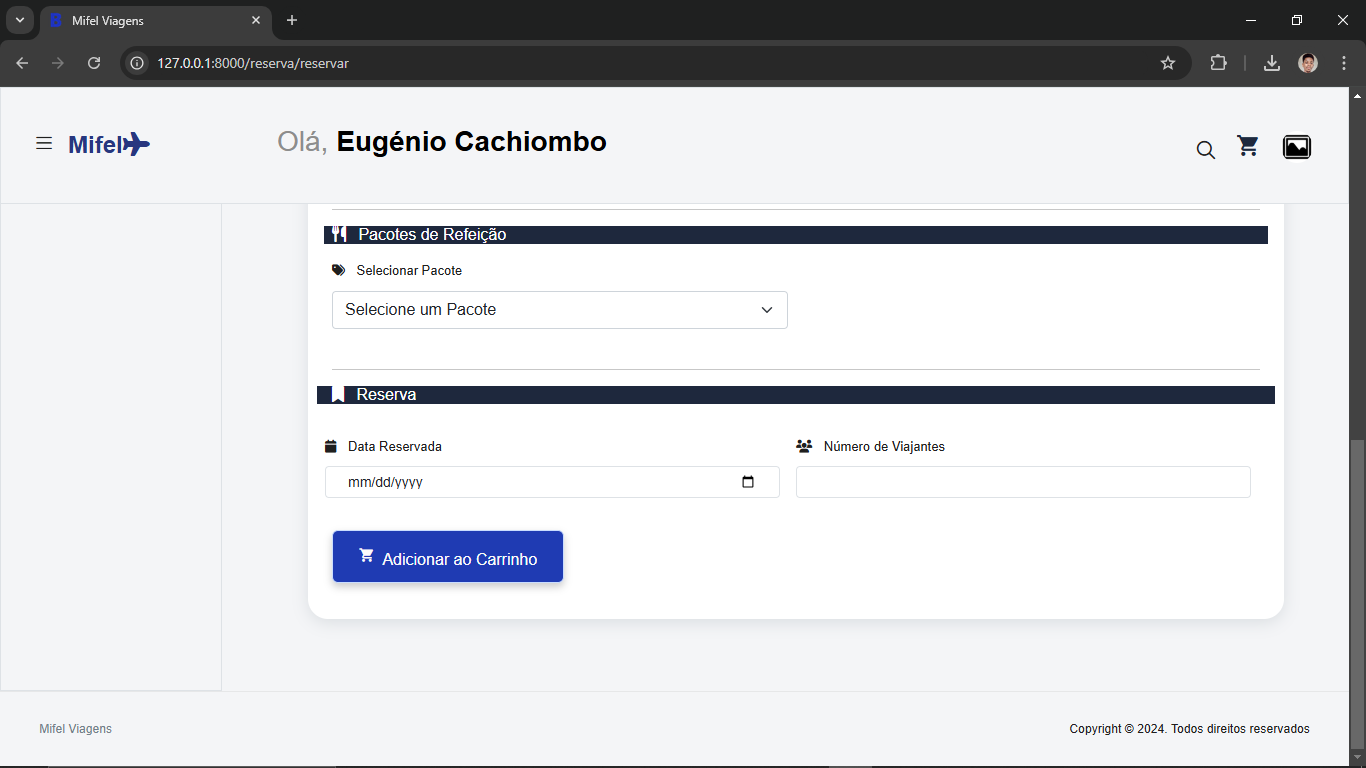 Mifel Viagens
127.0.0.1:8000/reserva/reservar
Mifel
Olá, Eugénio Cachiombo
Pacotes de Refeição
Selecionar Pacote
Selecione um Pacote
Reserva
Data Reservada
Número de Viajantes
mm/dd/yyyy
Adicionar ao Carrinho
Mifel Viagens
Copyright © 2024. Todos direitos reservados